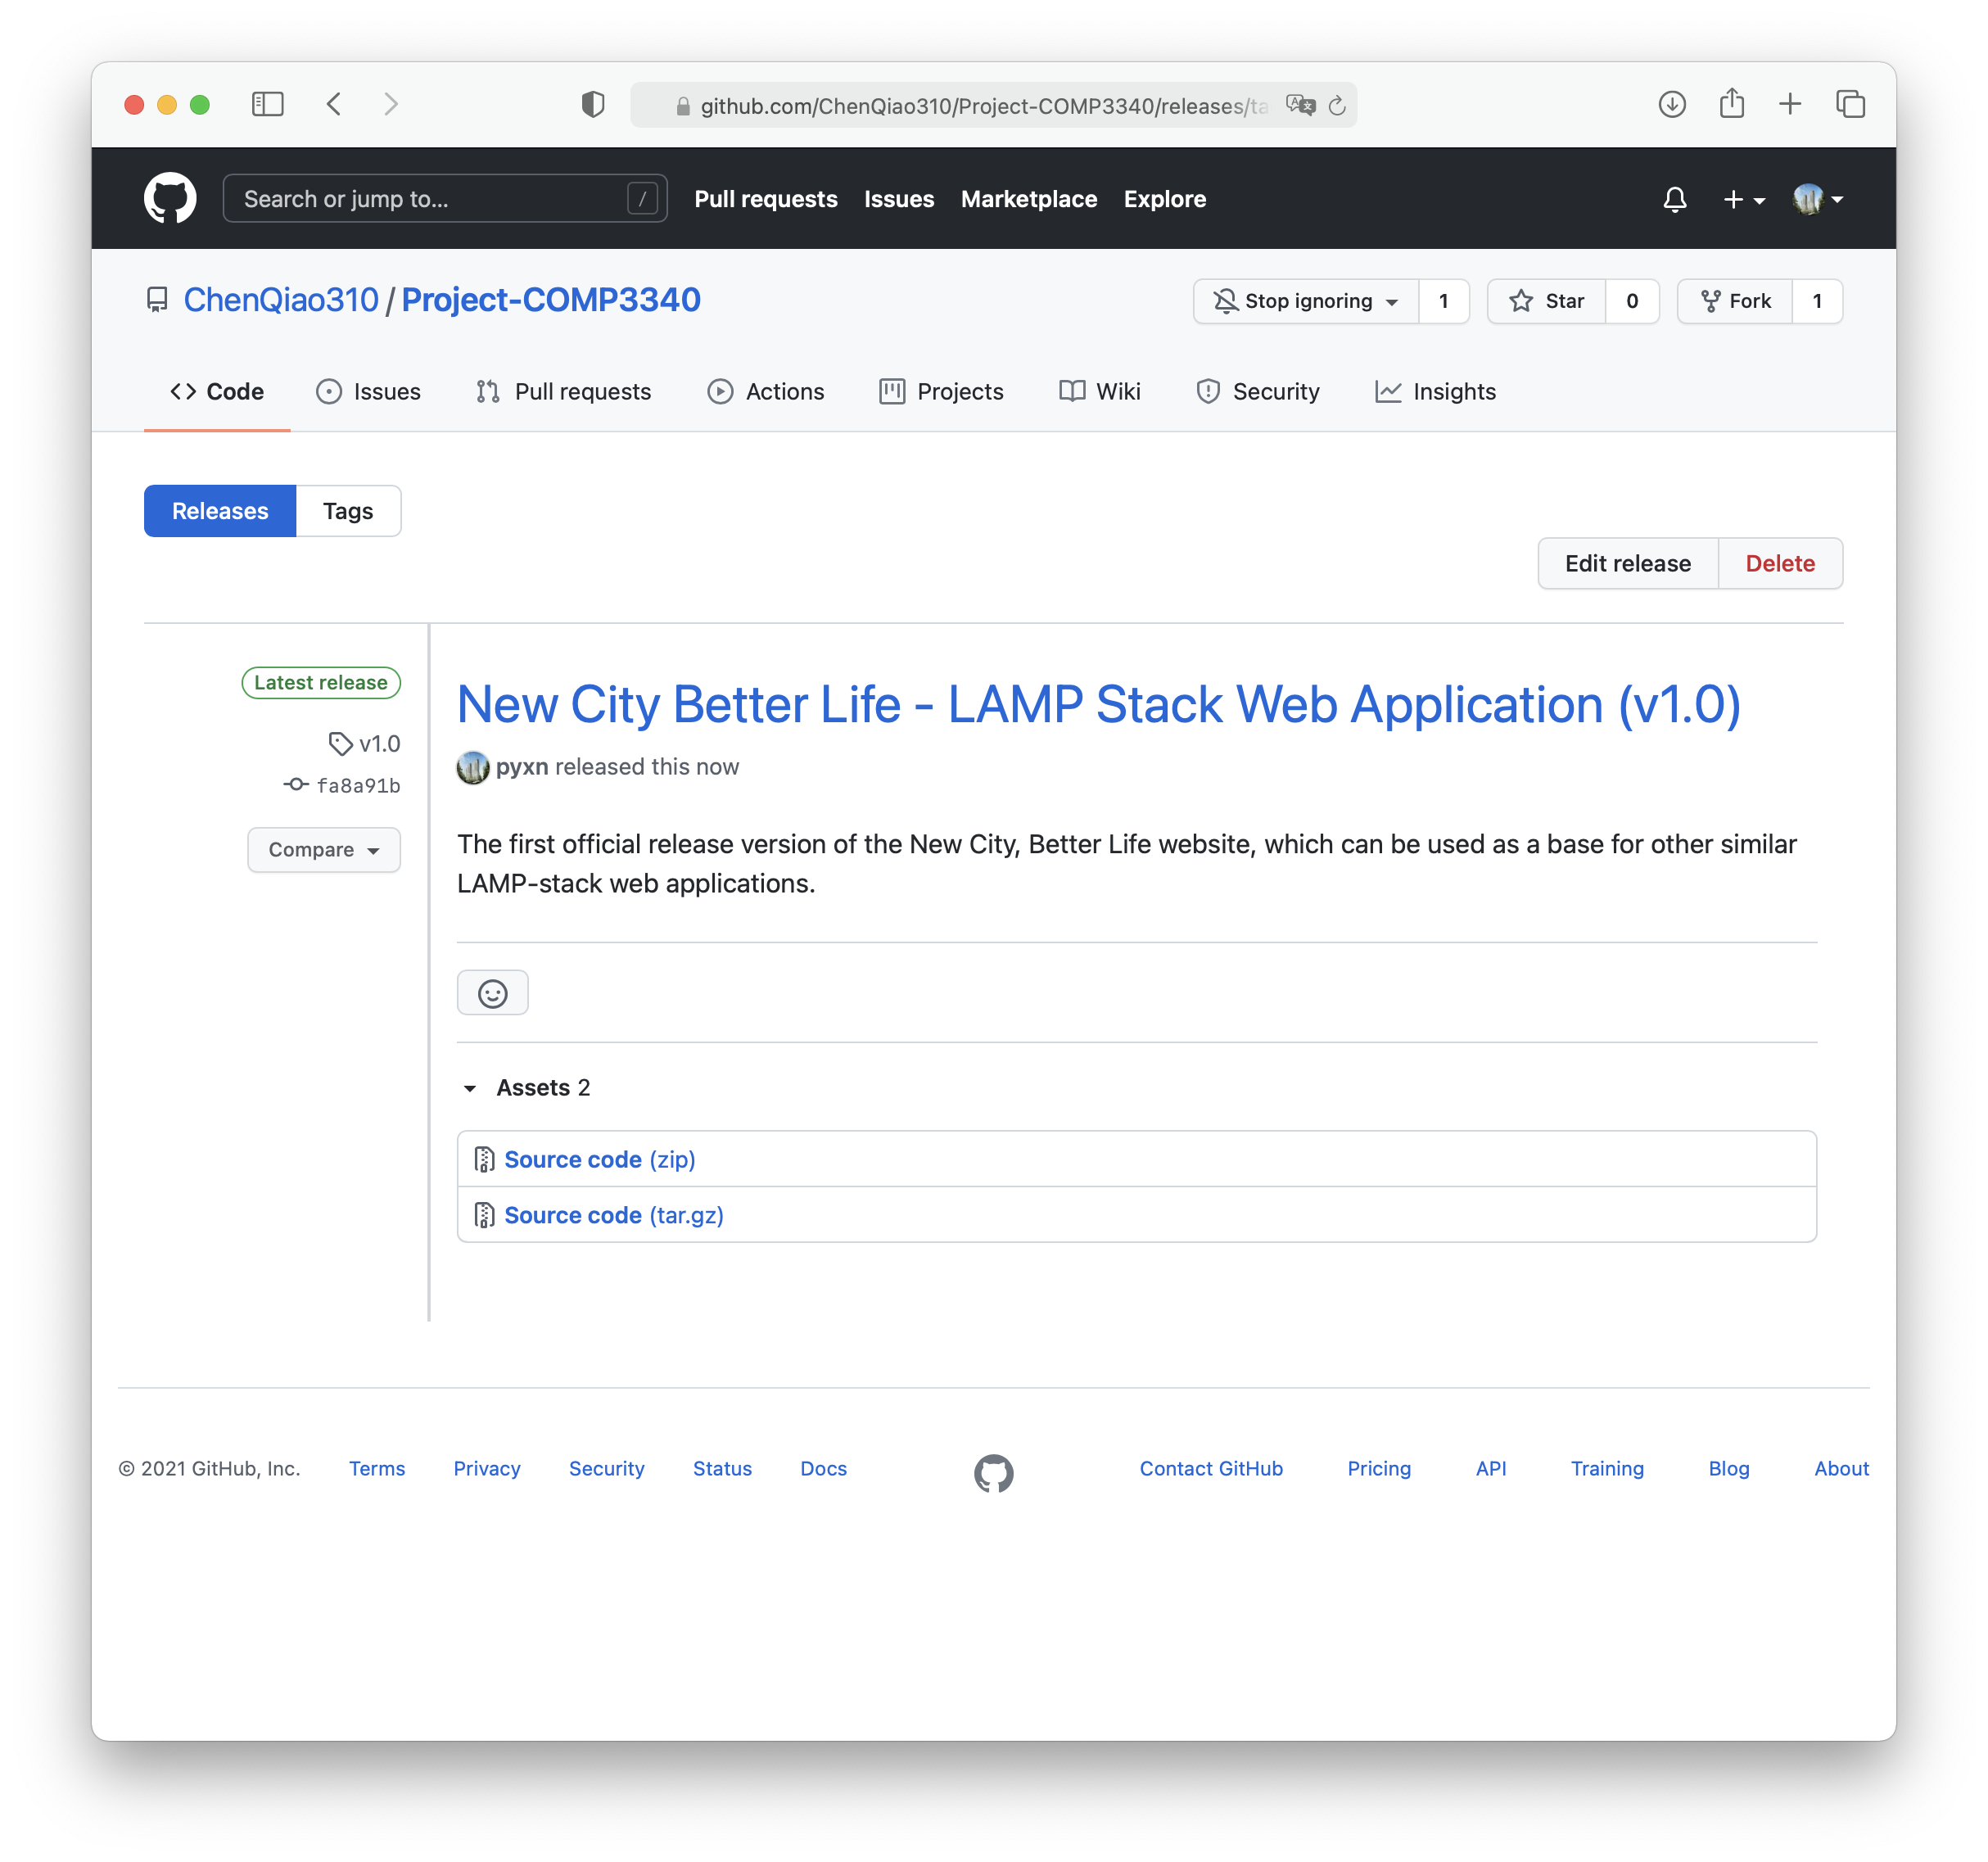 github.com/ChenQiao310/Project-COMP3340/releases/ta
Search or jump to... /
Pull requests Issues Marketplace Explore
ChenQiao310 / Project-COMP3340
Stop ignoring 1 Star 0 Fork 1
Code Issues Pull requests Actions Projects Wiki Security Insights
Releases Tags
Edit release Delete
Latest release
v1.0
fa8a91b
Compare
New City Better Life - LAMP Stack Web Application (v1.0)
pyxn released this now
The first official release version of the New City, Better Life website, which can be used as a base for other similar
LAMP-stack web applications.
Assets 2
Source code (zip)
Source code (tar.gz)
© 2021 GitHub, Inc. Terms Privacy Security Status Docs Contact GitHub Pricing API Training Blog About